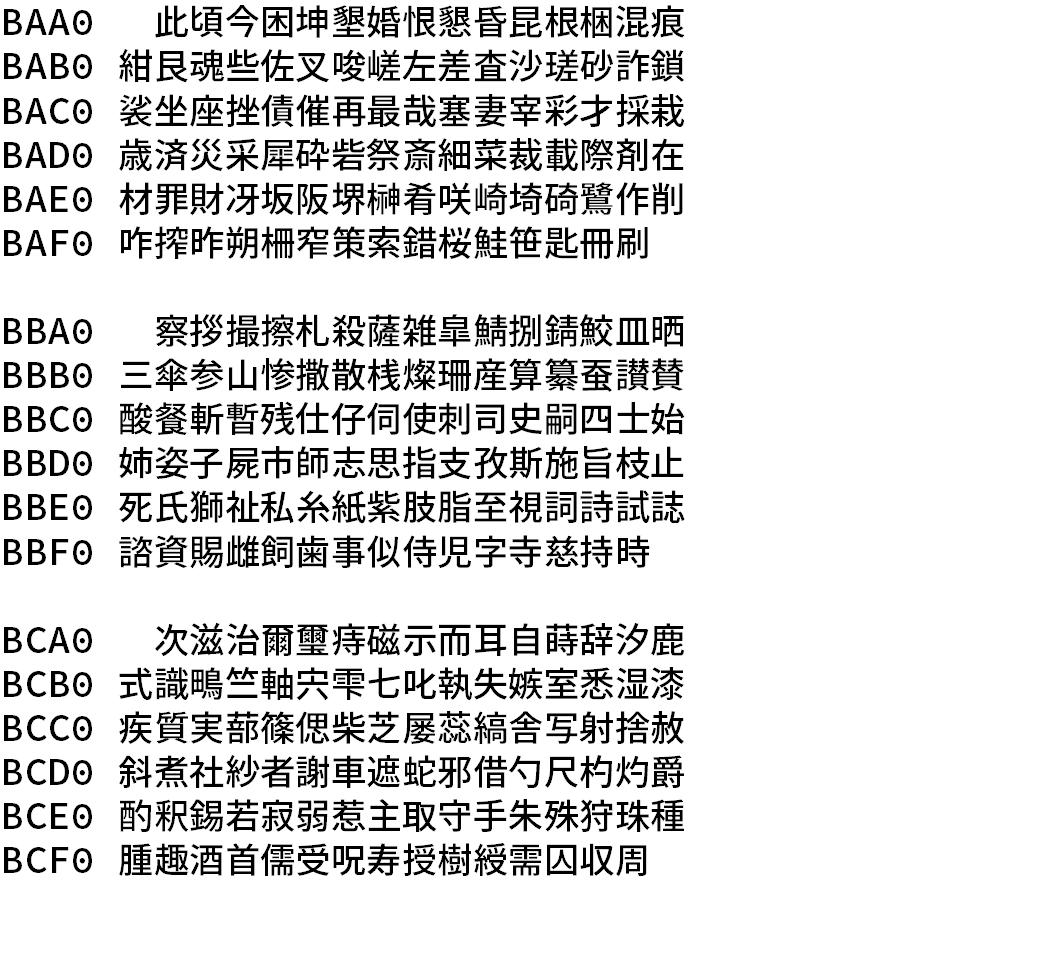 BAA0   此頃今困坤墾婚恨懇昏昆根梱混痕
BAB0 紺艮魂些佐叉唆嵯左差査沙瑳砂詐鎖
BAC0 裟坐座挫債催再最哉塞妻宰彩才採栽
BAD0 歳済災采犀砕砦祭斎細菜裁載際剤在
BAE0 材罪財冴坂阪堺榊肴咲崎埼碕鷺作削
BAF0 咋搾昨朔柵窄策索錯桜鮭笹匙冊刷
BBA0   察拶撮擦札殺薩雑皐鯖捌錆鮫皿晒
BBB0 三傘参山惨撒散桟燦珊産算纂蚕讃賛
BBC0 酸餐斬暫残仕仔伺使刺司史嗣四士始
BBD0 姉姿子屍市師志思指支孜斯施旨枝止
BBE0 死氏獅祉私糸紙紫肢脂至視詞詩試誌
BBF0 諮資賜雌飼歯事似侍児字寺慈持時
BCA0   次滋治爾璽痔磁示而耳自蒔辞汐鹿
BCB0 式識鴫竺軸宍雫七叱執失嫉室悉湿漆
BCC0 疾質実蔀篠偲柴芝屡蕊縞舎写射捨赦
BCD0 斜煮社紗者謝車遮蛇邪借勺尺杓灼爵
BCE0 酌釈錫若寂弱惹主取守手朱殊狩珠種
BCF0 腫趣酒首儒受呪寿授樹綬需囚収周